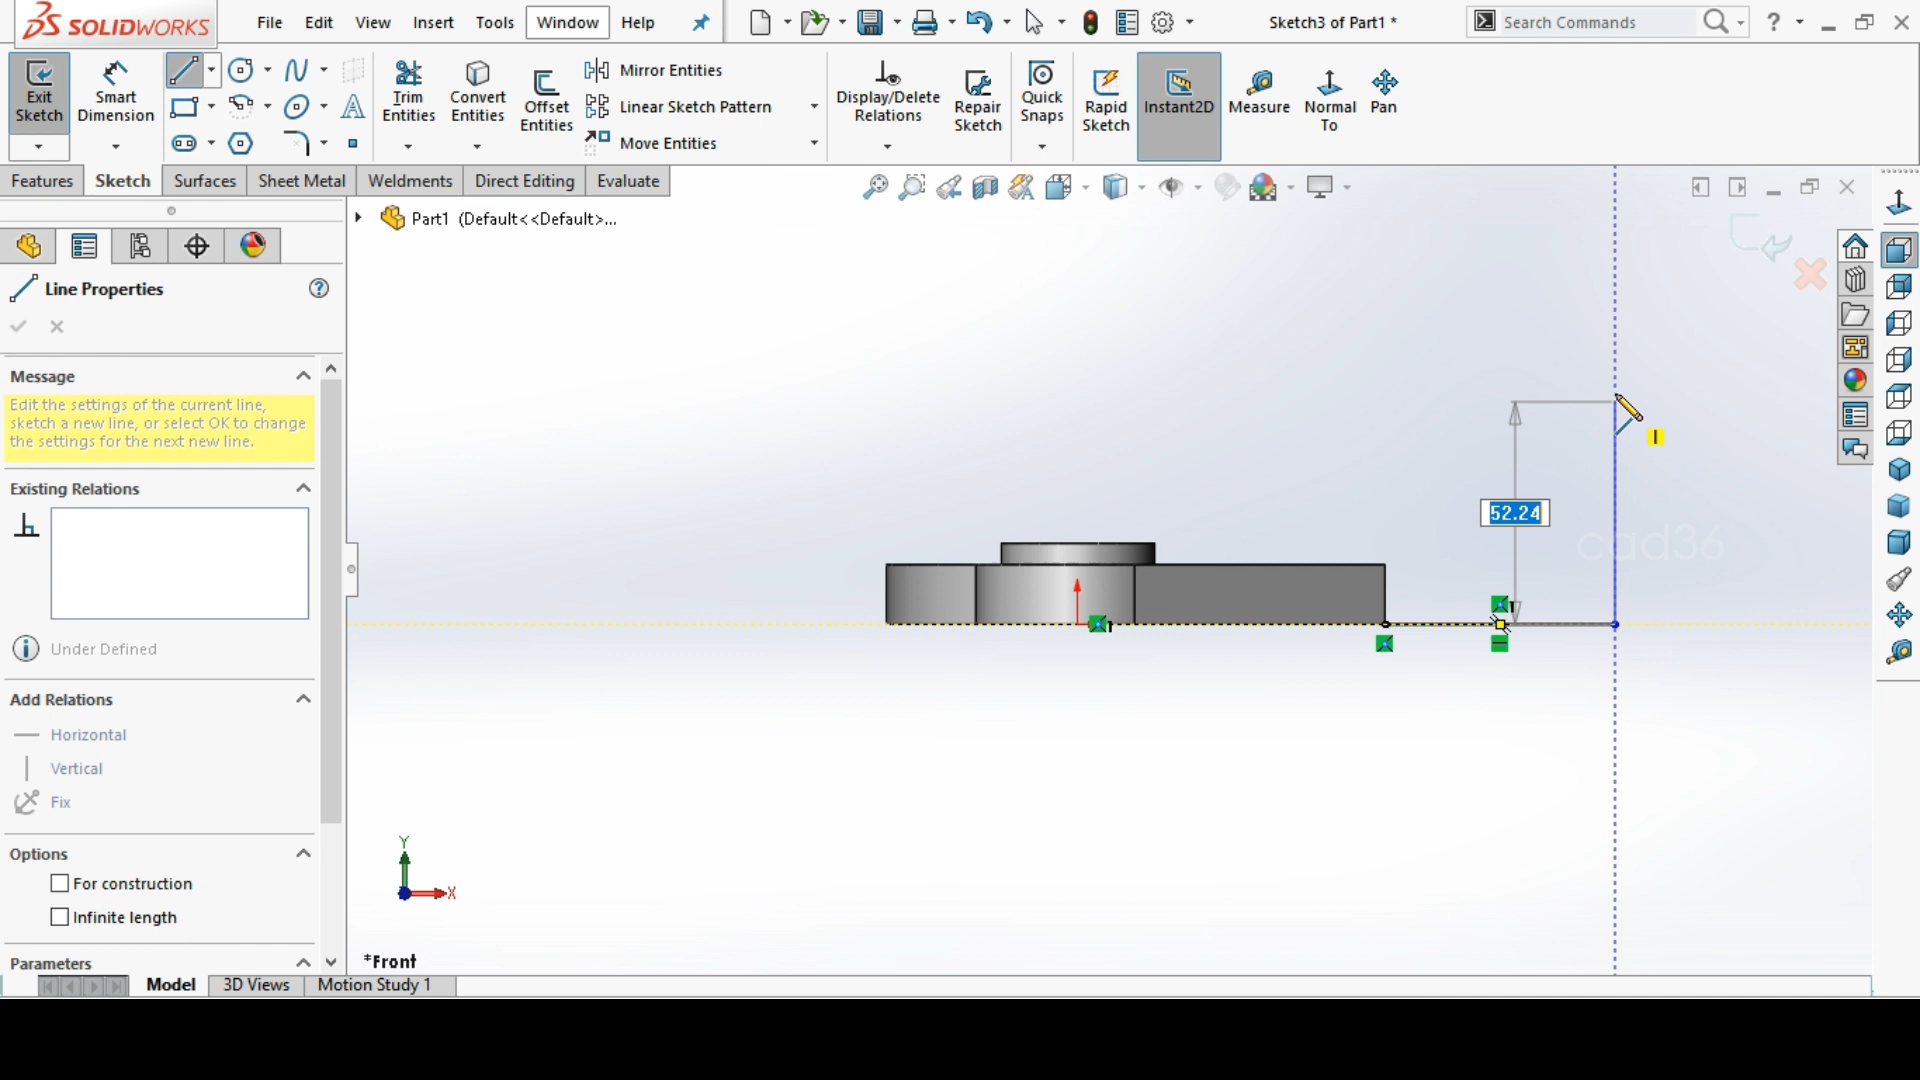 SOLIDWORKS File Edit View Insert Tools Window Help Sketch3 of Part1 * Search Commands ?
Exit Sketch
Smart Dimension
Trim Entities
Convert Entities
Offset Entities
Mirror Entities
Linear Sketch Pattern
Move Entities
Display/Delete Relations
Repair Sketch
Quick Snaps
Rapid Sketch
Instant2D
Measure
Normal To
Pan
Features Sketch Surfaces Sheet Metal Weldments Direct Editing Evaluate
Part1 (Default<<Default>...
Line Properties
Message
Edit the settings of the current line,
sketch a new line, or select OK to change
the settings for the next new line.
Existing Relations
Under Defined
Add Relations
Horizontal
Vertical
Fix
Options
For construction
Infinite length
Parameters
52.24
cad36
Y
X
*Front
Model 3D Views Motion Study 1